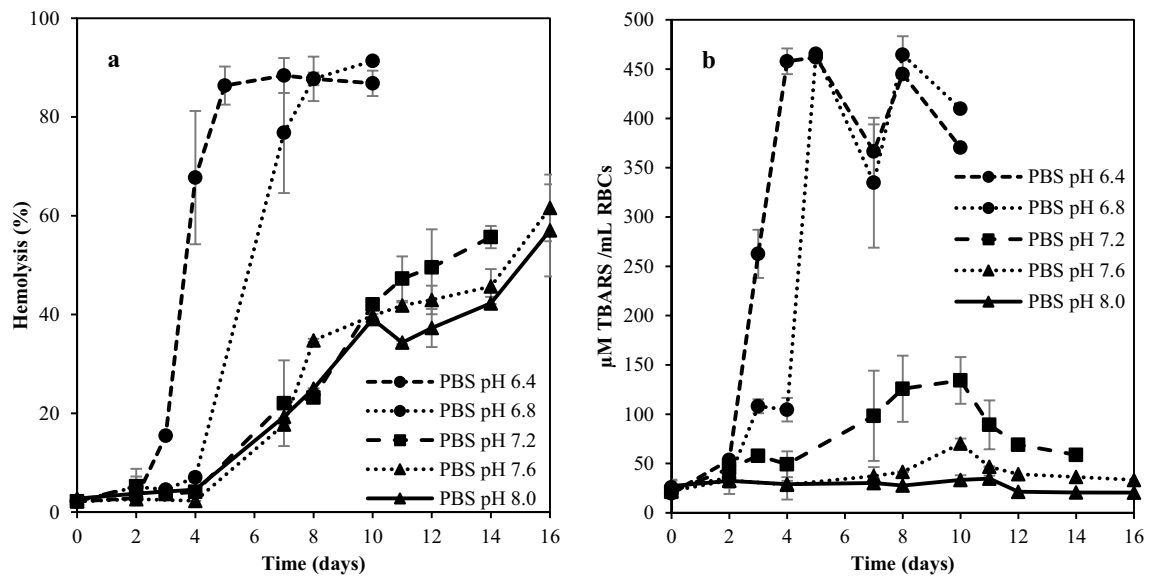 a
Hemolysis (%)
100
80
60
40
20
0
0 2 4 6 8 10 12 14 16
Time (days)
PBS pH 6.4
PBS pH 6.8
PBS pH 7.2
PBS pH 7.6
PBS pH 8.0
b
µM TBARS /mL RBCs
500
450
400
350
300
250
200
150
100
50
0
0 2 4 6 8 10 12 14 16
Time (days)
PBS pH 6.4
PBS pH 6.8
PBS pH 7.2
PBS pH 7.6
PBS pH 8.0